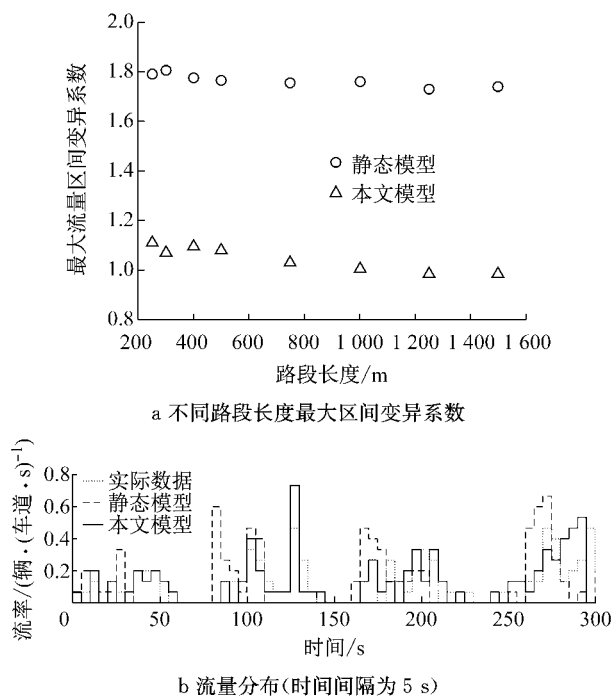 2.0
1.8
1.6
1.4
1.2
1.0
0.8
最大流量区间变异系数
静态模型
本文模型
200 400 600 800 1 000 1 200 1 400 1 600
路段长度/m
a 不同路段长度最大区间变异系数
0.8
0.6
0.4
0.2
流率/(辆·(车道·s)⁻¹)
实际数据
静态模型
本文模型
0 50 100 150 200 250 300
时间/s
b 流量分布(时间间隔为 5 s)